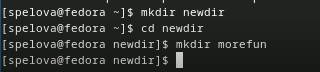 [spelova@fedora ~]$ mkdir newdir
[spelova@fedora ~]$ cd newdir
[spelova@fedora newdir]$ mkdir morefun
[spelova@fedora newdir]$